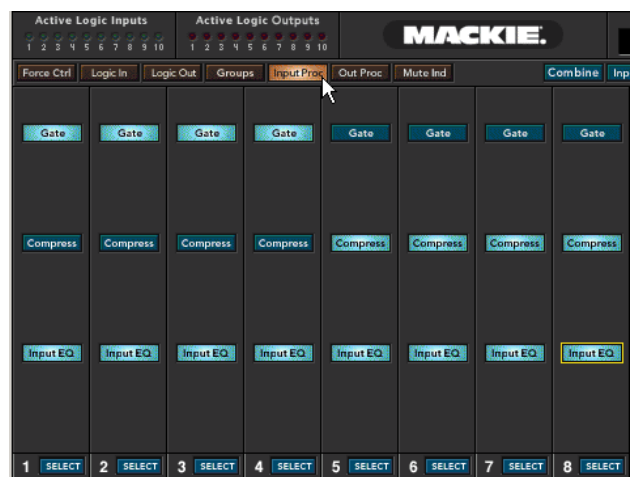 Active Logic Inputs Active Logic Outputs
1 2 3 4 5 6 7 8 9 10 1 2 3 4 5 6 7 8 9 10
MACKIE.
Force Ctrl Logic In Logic Out Groups Input Proc Out Proc Mute Ind Combine Inp
Gate Gate Gate Gate Gate Gate Gate Gate
Compress Compress Compress Compress Compress Compress Compress Compress
Input EQ Input EQ Input EQ Input EQ Input EQ Input EQ Input EQ Input EQ
1 SELECT 2 SELECT 3 SELECT 4 SELECT 5 SELECT 6 SELECT 7 SELECT 8 SELECT